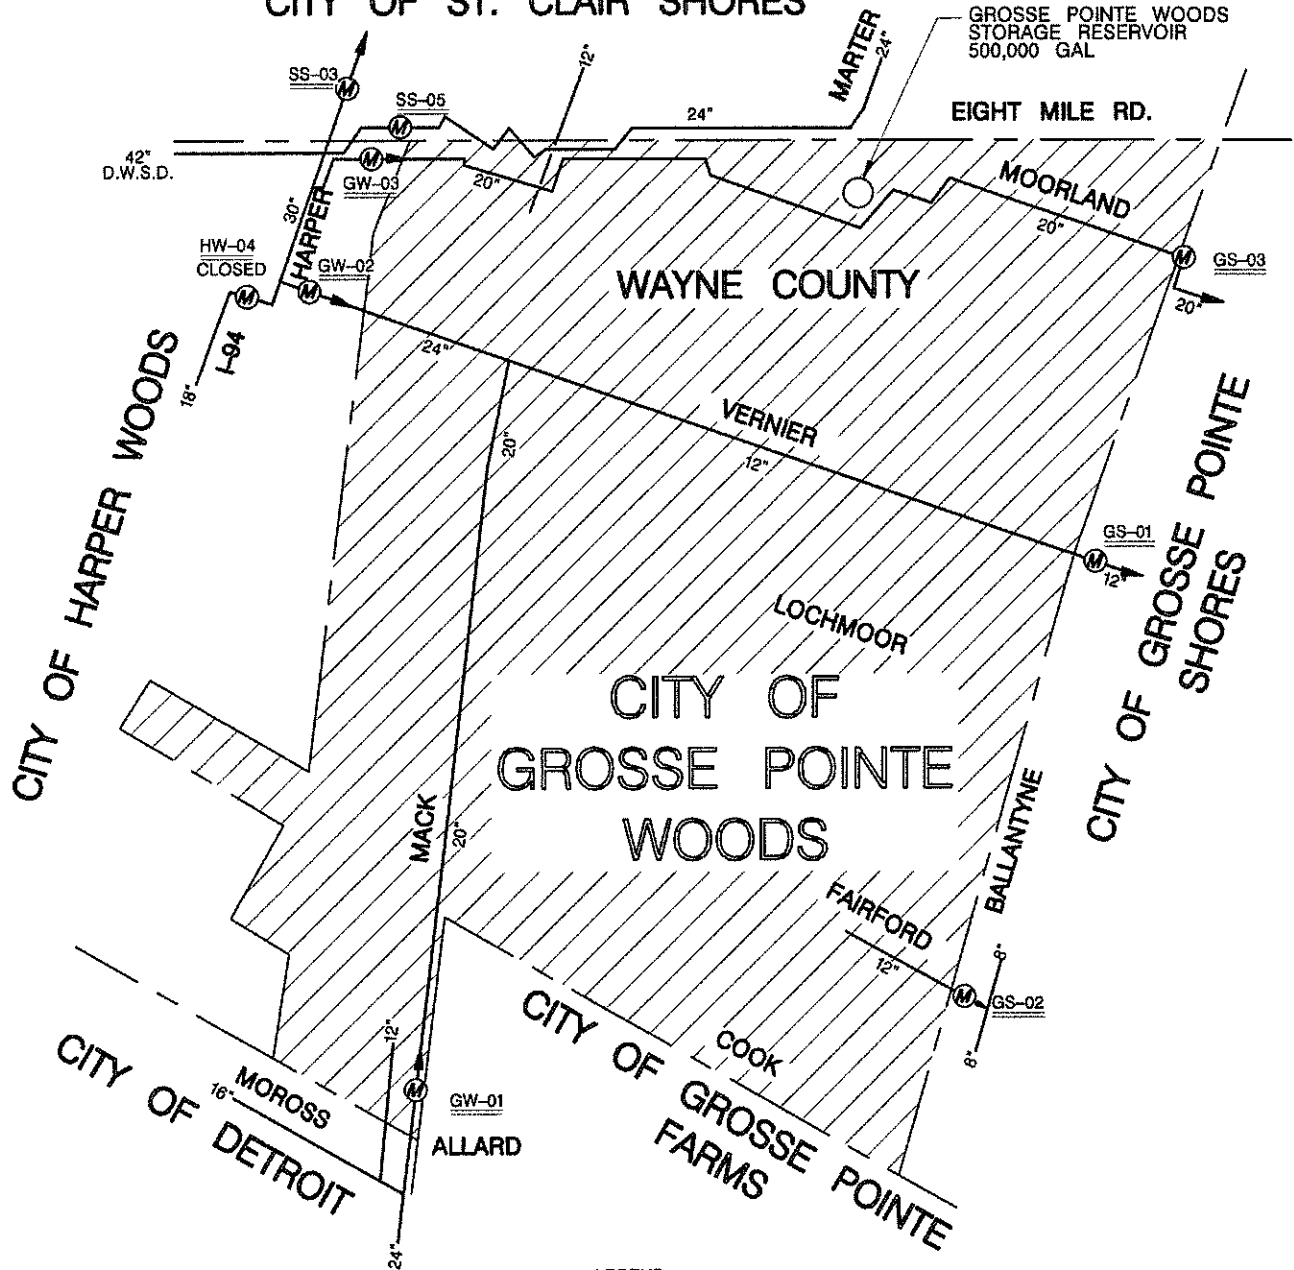 CITY OF ST. CLAIR SHORES
GROSSE POINTE WOODS
STORAGE RESERVOIR
500,000 GAL
MARTER
24"
12"
SS-03
SS-05
24"
EIGHT MILE RD.
42"
D.W.S.D.
M
M
M
GW-03
20"
MOORLAND
20"
30"
HARPER
HW-04
CLOSED
GW-02
M
M
WAYNE COUNTY
M
GS-03
20"
I-94
18"
24"
VERNIER
12"
20"
CITY OF HARPER WOODS
CITY OF GROSSE POINTE
SHORES
GS-01
M
12"
LOCHMOOR
CITY OF
GROSSE POINTE
WOODS
MACK
20"
BALLANTYNE
FAIRFORD
12"
8"
M
GS-02
8"
CITY OF GROSSE POINTE
FARMS
COOK
12"
MOROSS
16"
M
GW-01
ALLARD
CITY OF DETROIT
24"